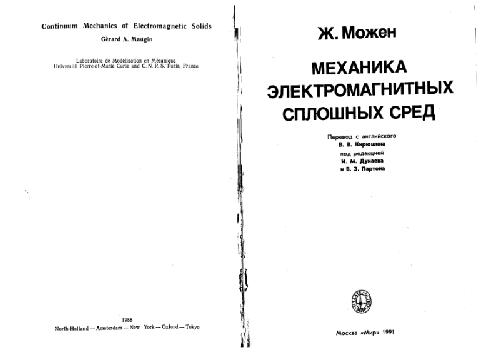 Continuum Mechanics of Electromagnetic Solids
Gérard A. Maugin
Laboratoire de Modélisation en Mécanique
Université Pierre-et-Marie Curie and C.N.R.S. Paris, France
1988
North-Holland — Amsterdam — New York — Oxford — Tokyo
Ж. Можен
МЕХАНИКА
ЭЛЕКТРОМАГНИТНЫХ
СПЛОШНЫХ СРЕД
Перевод с английского
под редакцией
и В. З. Партона
Москва «Мир» 1991